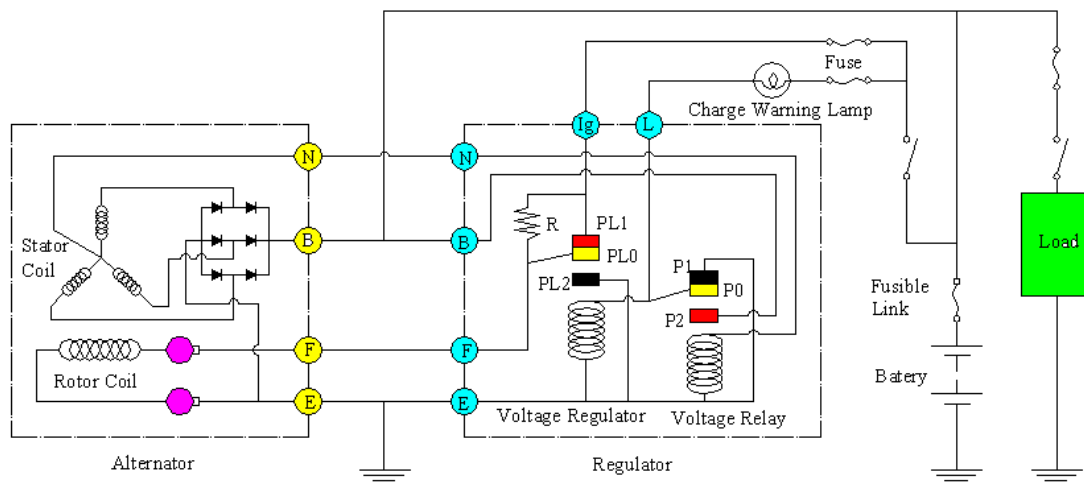 Fuse
Charge Warning Lamp
Ig
L
N
N
R
PL1
PL0
PL2
B
B
Stator
Coil
P1
P0
P2
Load
Fusible
Link
F
F
Rotor Coil
Batery
E
E
Voltage Regulator
Voltage Relay
Alternator
Regulator